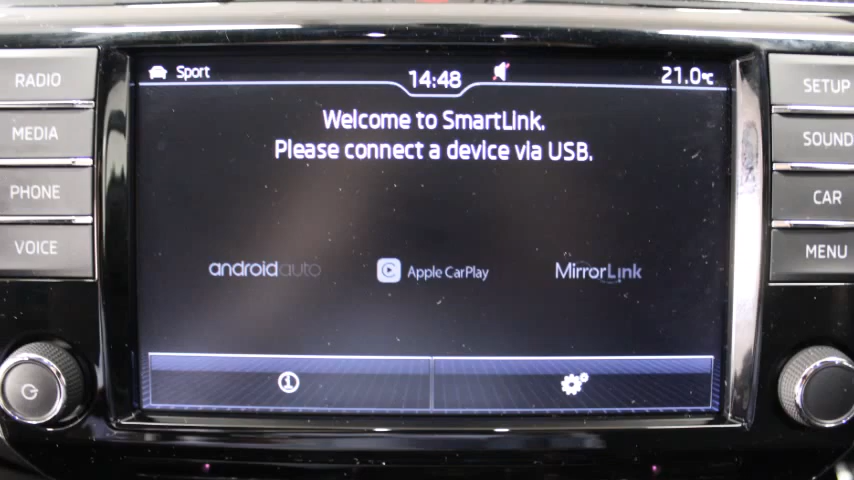 RADIO
MEDIA
PHONE
VOICE
Sport
14:48
21.0°C
Welcome to SmartLink.
Please connect a device via USB.
androidauto
Apple CarPlay
MirrorLink
SETUP
SOUND
CAR
MENU